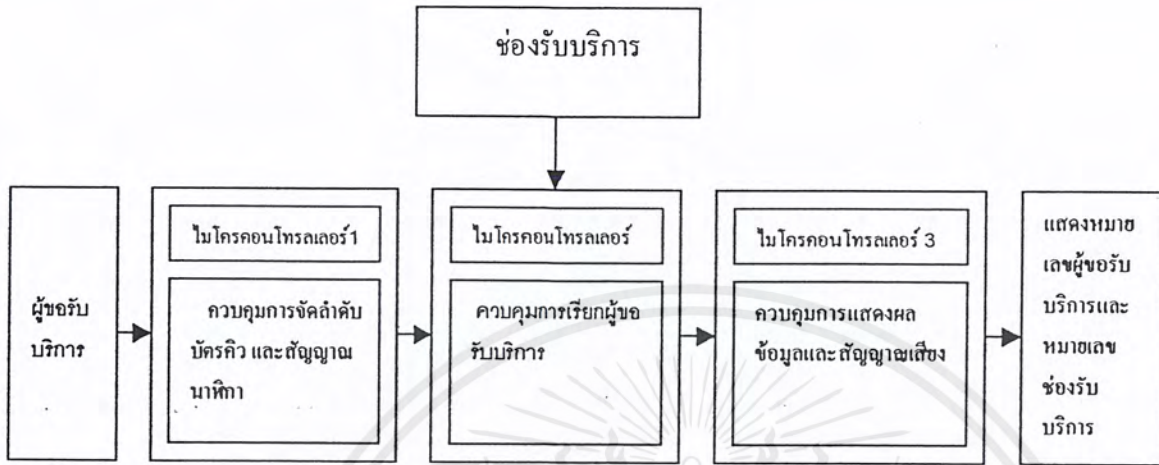 ช่องรับบริการ
ผู้ขอรับ
บริการ
ไมโครคอนโทรลเลอร์ 1
ควบคุมการจัดลำดับ
บัตรคิว และสัญญาณ
นาฬิกา
ไมโครคอนโทรลเลอร์
ควบคุมการเรียกผู้ขอ
รับบริการ
ไมโครคอนโทรลเลอร์ 3
ควบคุมการแสดงผล
ข้อมูลและสัญญาณเสียง
แสดงหมาย
เลขผู้ขอรับ
บริการและ
หมายเลข
ช่องรับ
บริการ